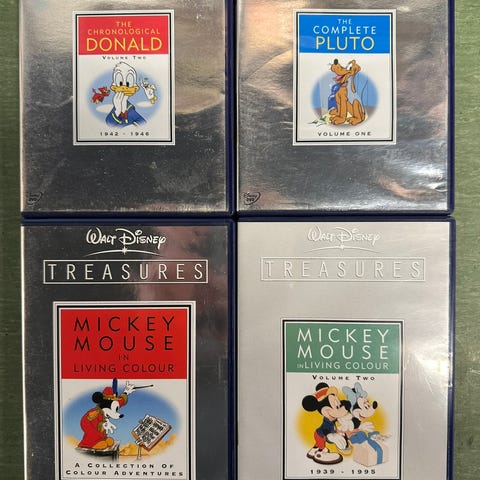 THE
CHRONOLOGICAL
DONALD
VOLUME TWO
1942 - 1946
THE
COMPLETE
PLUTO
VOLUME ONE
WALT DISNEY
TREASURES
MICKEY
MOUSE
IN
LIVING COLOUR
A COLLECTION OF
COLOUR ADVENTURES
WALT DISNEY
TREASURES
MICKEY
MOUSE
IN LIVING COLOUR
VOLUME TWO
1939 - 1995